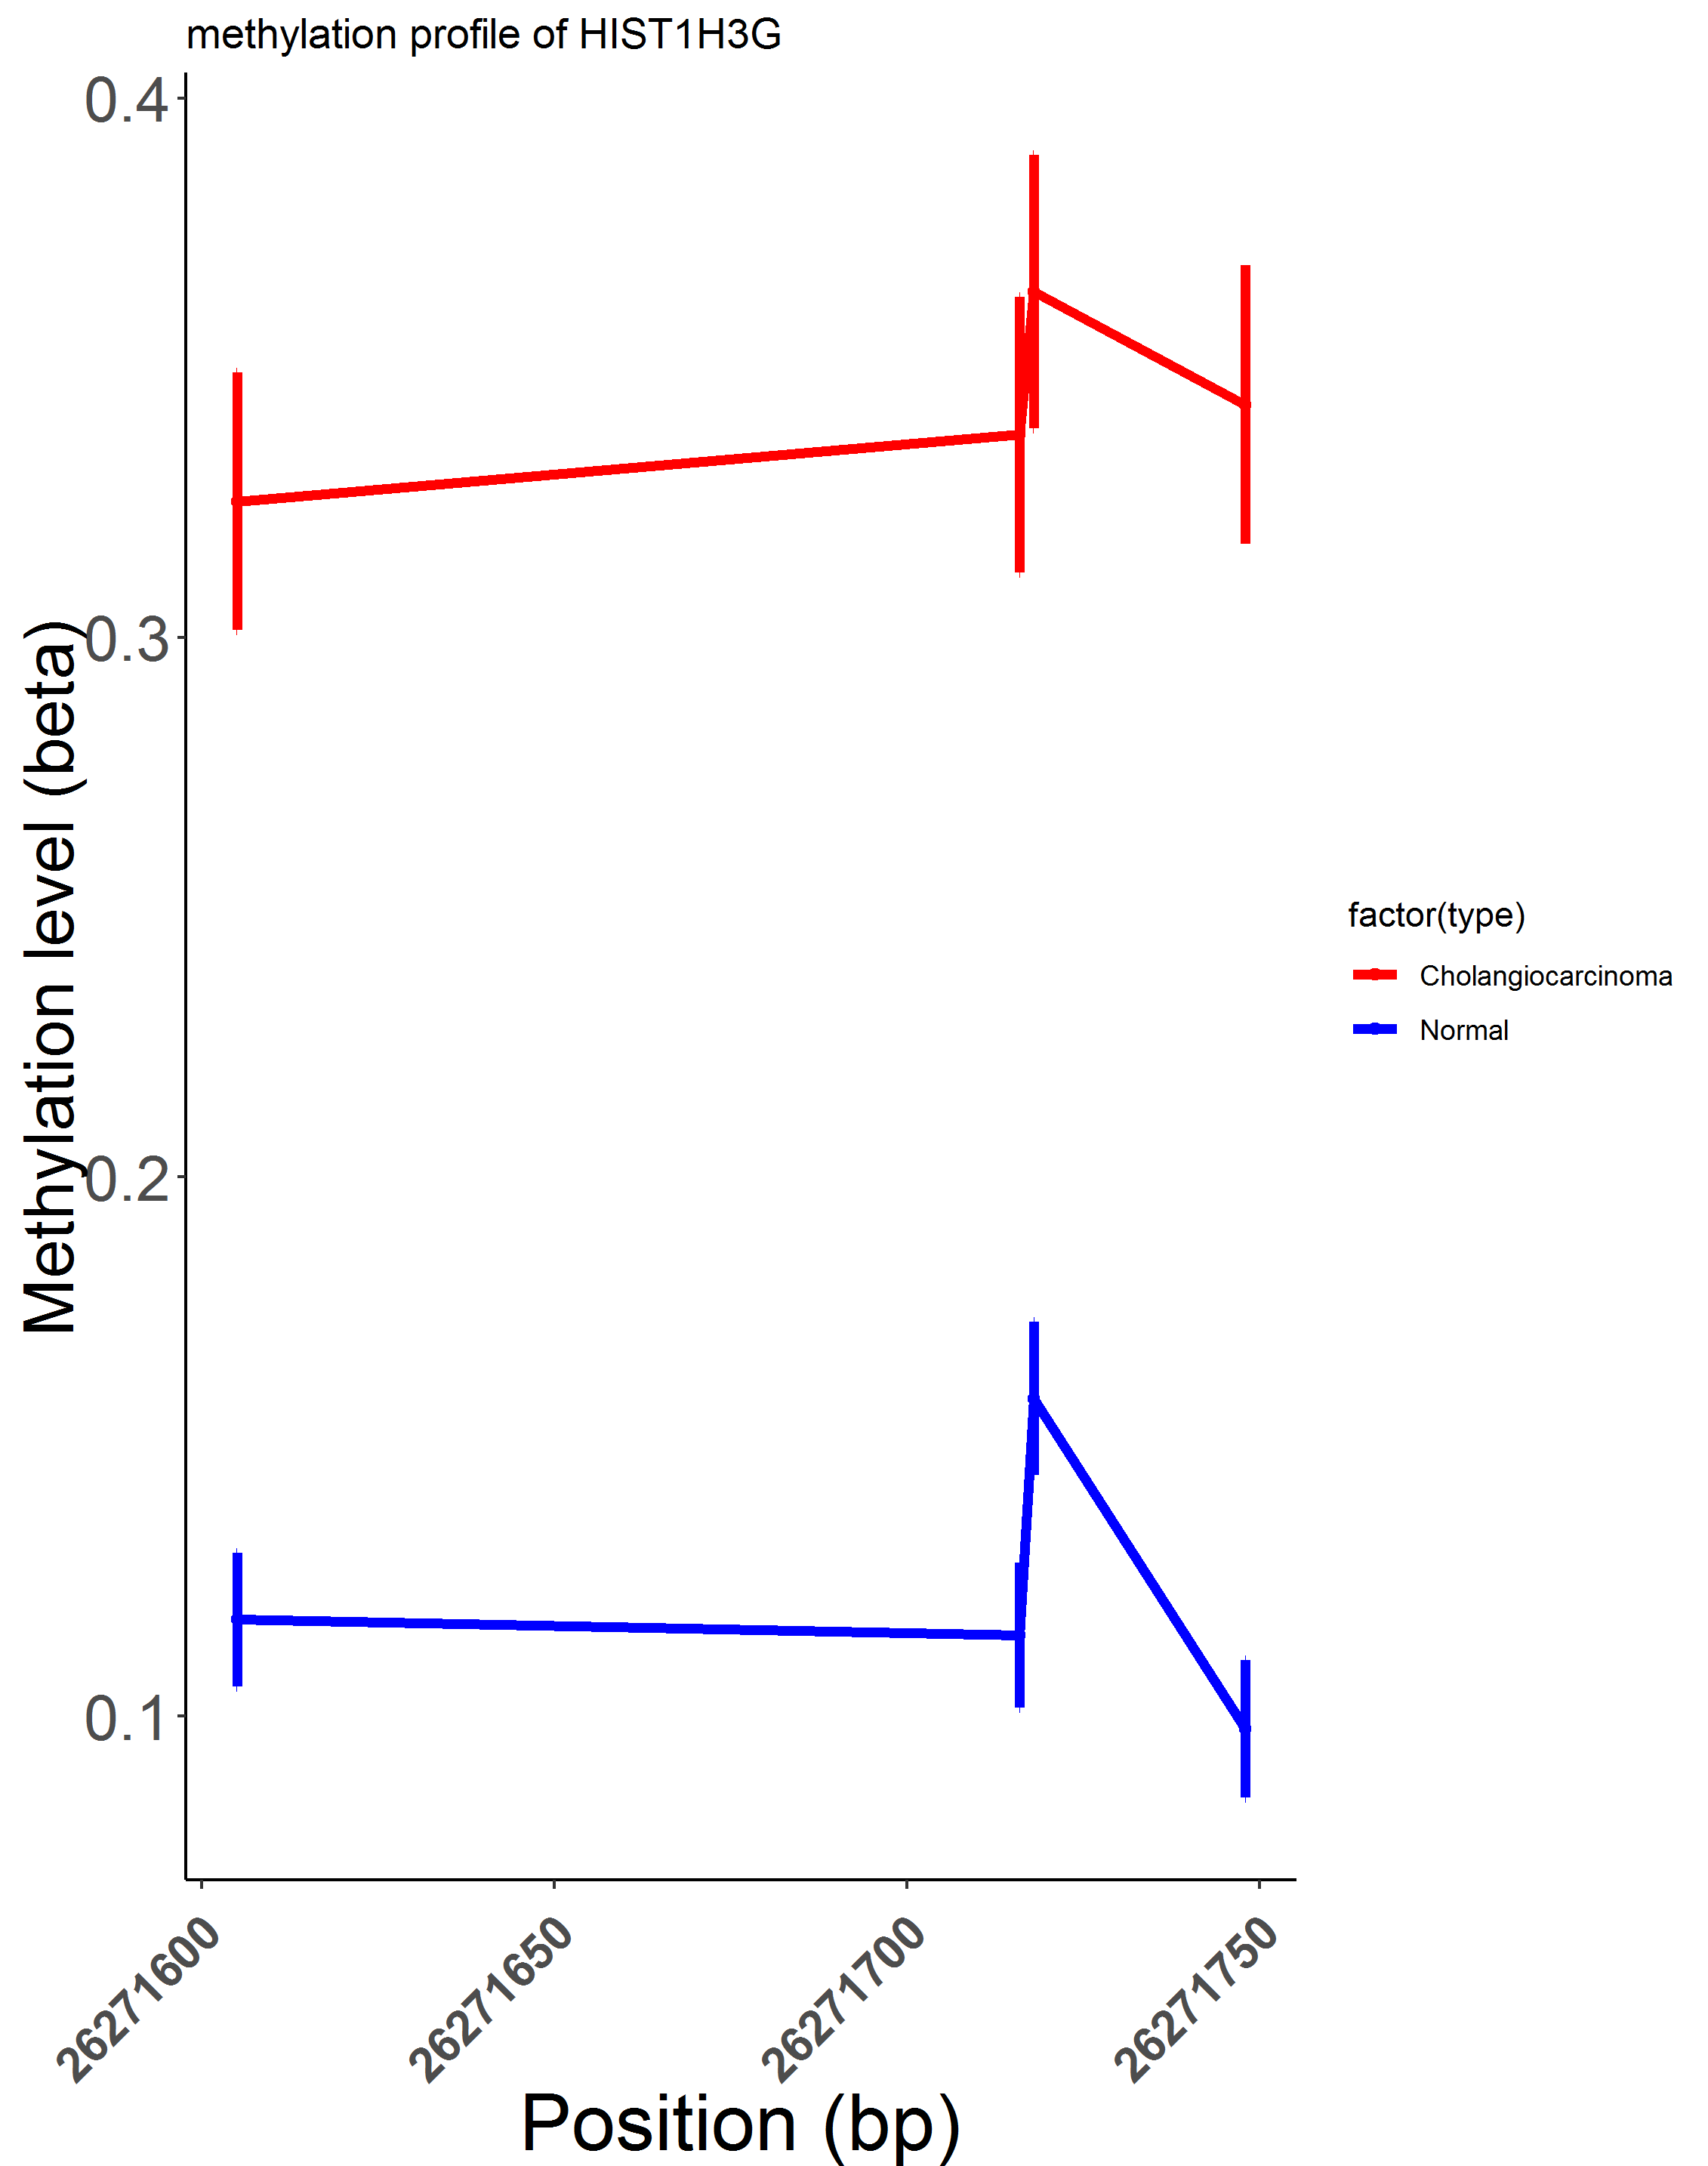 methylation profile of HIST1H3G
0.4
0.3
0.2
0.1
Methylation level (beta)
factor(type)
Cholangiocarcinoma
Normal
26271600
26271650
26271700
26271750
Position (bp)